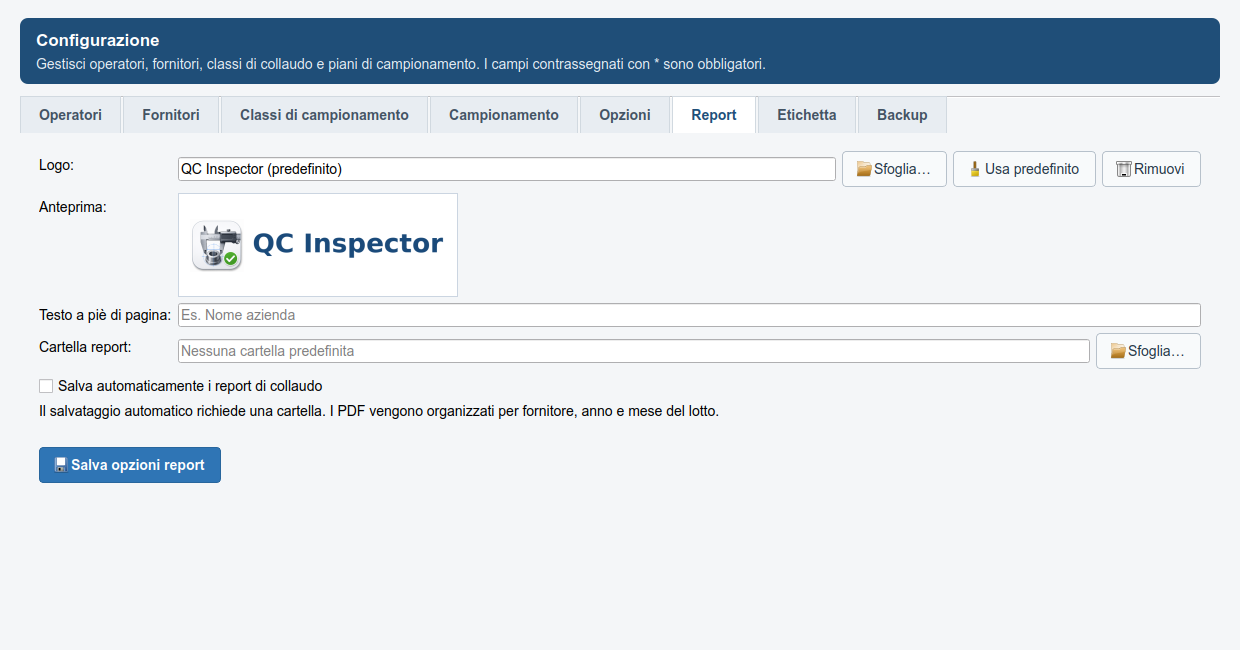 Configurazione
Gestisci operatori, fornitori, classi di collaudo e piani di campionamento. I campi contrassegnati con * sono obbligatori.
Operatori Fornitori Classi di campionamento Campionamento Opzioni Report Etichetta Backup
Logo: QC Inspector (predefinito) Sfoglia… Usa predefinito Rimuovi
Anteprima:
QC Inspector
Testo a piè di pagina: Es. Nome azienda
Cartella report: Nessuna cartella predefinita Sfoglia…
Salva automaticamente i report di collaudo
Il salvataggio automatico richiede una cartella. I PDF vengono organizzati per fornitore, anno e mese del lotto.
Salva opzioni report